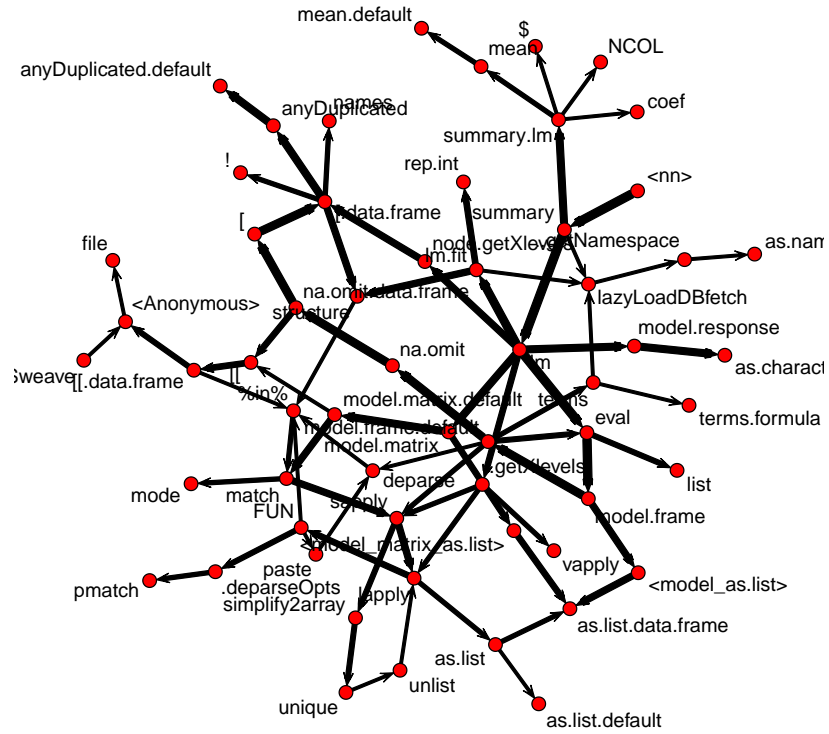 mean.default
$
mean
NCOL
anyDuplicated.default
anyDuplicated
names
coef
summary.lm
!
rep.int
<nn>
[
[.data.frame
summary
file
lm.fit
node.getXlevels
getNamespace
as.nam
<Anonymous>
na.omit.data.frame
lazyLoadDBfetch
structure
model.response
Sweave
[[.data.frame
[[
na.omit
lm
as.charact
%in%
model.matrix.default
terms
terms.formula
model.frame.default
eval
model.matrix
mode
match
deparse
.getXlevels
list
FUN
sapply
model.frame
<model_matrix_as.list>
vapply
pmatch
paste
.deparseOpts
<model_as.list>
simplify2array
lapply
as.list.data.frame
as.list
unique
unlist
as.list.default